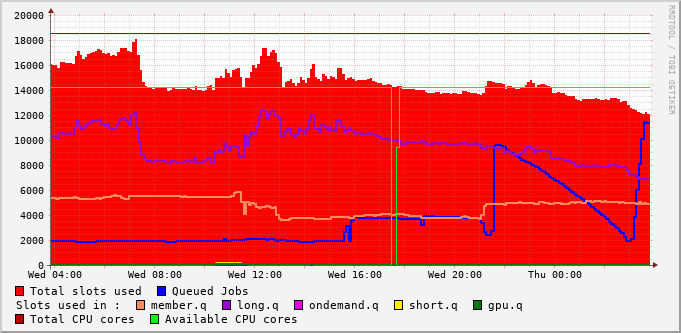 20000
18000
16000
14000
12000
10000
8000
6000
4000
2000
0
Wed 04:00 Wed 08:00 Wed 12:00 Wed 16:00 Wed 20:00 Thu 00:00
RRDTOOL / TOBI OETIKER
Total slots used Queued Jobs
Slots used in : member.q long.q ondemand.q short.q gpu.q
Total CPU cores Available CPU cores